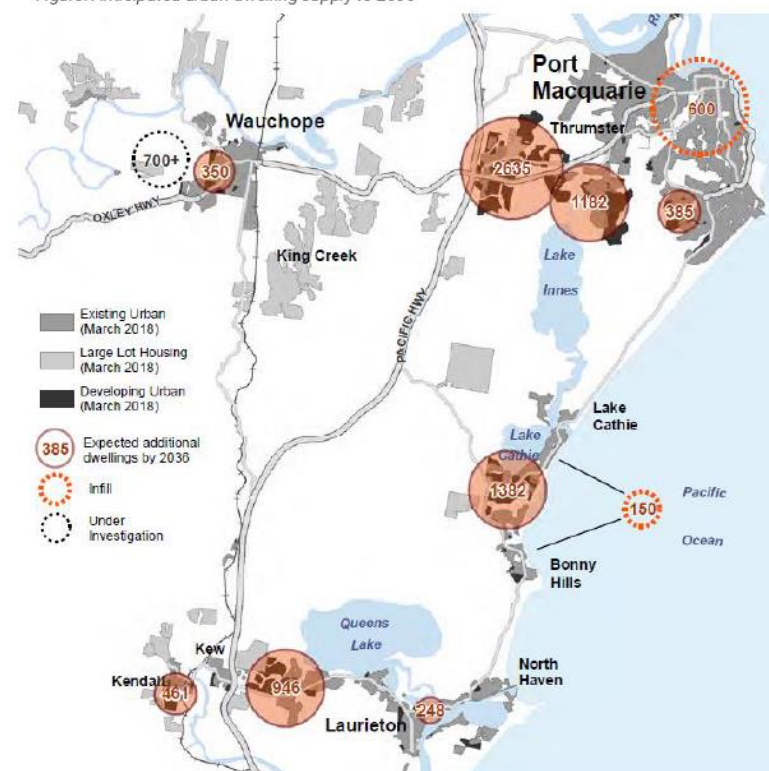 Port
Macquarie
600
Thrumster
Wauchope
700+
350
2635
1182
385
OXLEY HWY
King Creek
Lake
Innes
PACIFIC HWY
Existing Urban
(March 2018)
Large Lot Housing
(March 2018)
Developing Urban
(March 2018)
385
Expected additional
dwellings by 2036
Infill
Under
Investigation
Lake
Cathie
Lake
Cathie
1382
150
Pacific
Ocean
Bonny
Hills
Queens
Lake
Kew
Kendall
461
946
North
Haven
248
Laurieton